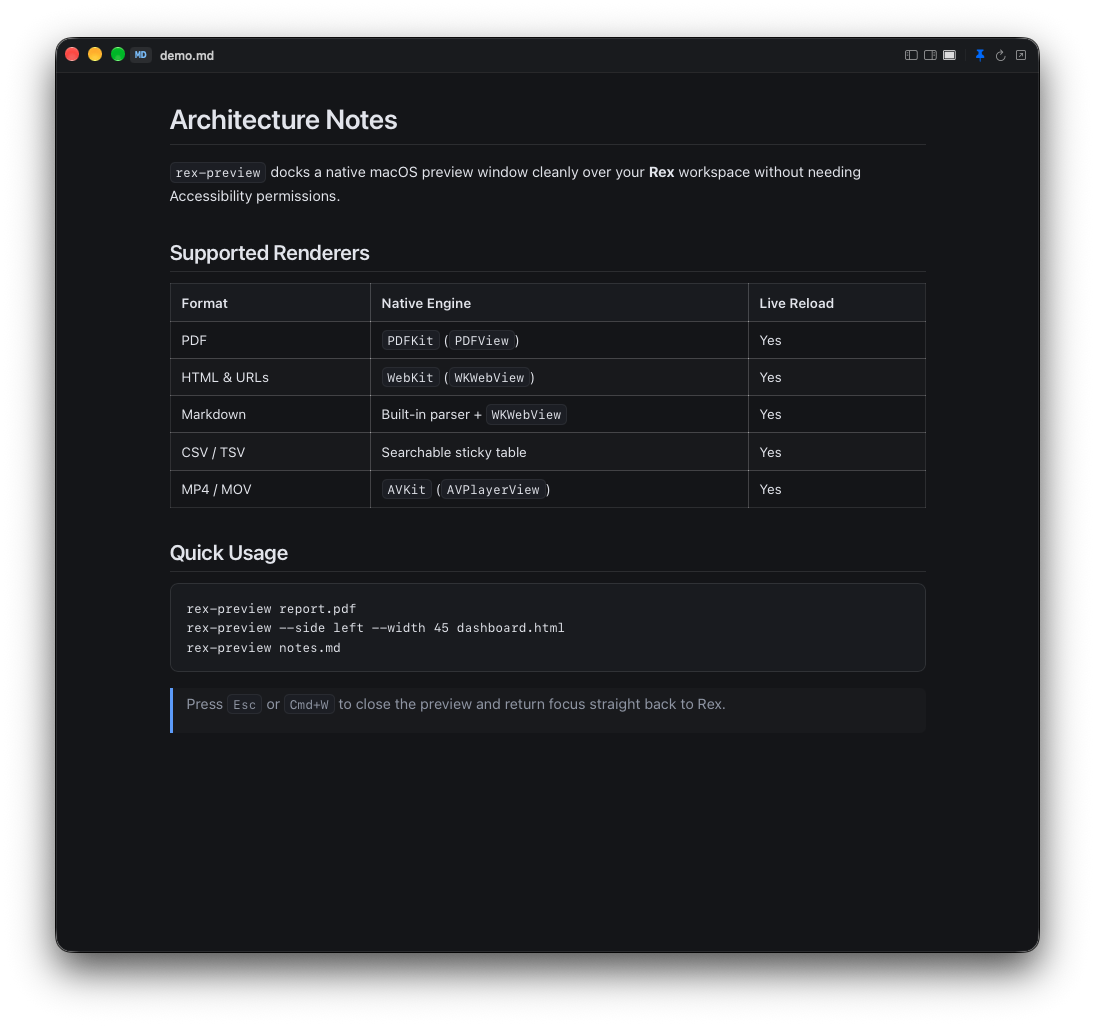 MD demo.md
Architecture Notes
rex-preview docks a native macOS preview window cleanly over your Rex workspace without needing
Accessibility permissions.
Supported Renderers
Format Native Engine Live Reload
PDF PDFKit (PDFView) Yes
HTML & URLs WebKit (WKWebView) Yes
Markdown Built-in parser + WKWebView Yes
CSV / TSV Searchable sticky table Yes
MP4 / MOV AVKit (AVPlayerView) Yes
Quick Usage
rex-preview report.pdf
rex-preview --side left --width 45 dashboard.html
rex-preview notes.md
Press Esc or Cmd+W to close the preview and return focus straight back to Rex.